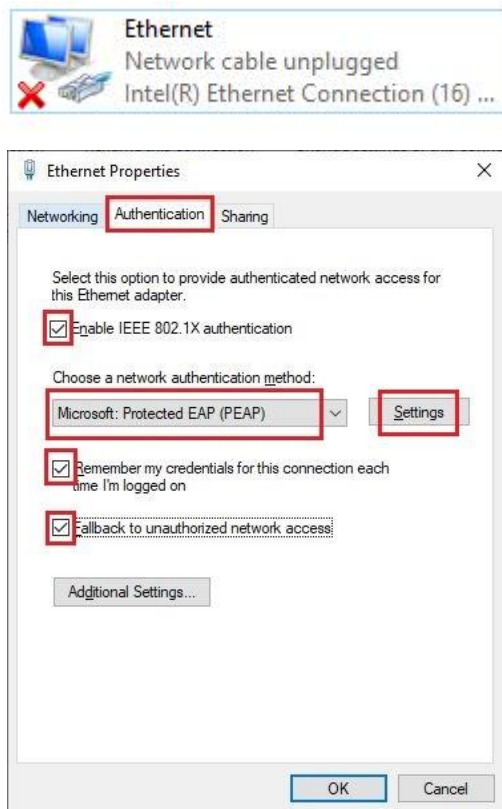 Ethernet
Network cable unplugged
Intel(R) Ethernet Connection (16) ...
Ethernet Properties
Networking Authentication Sharing
Select this option to provide authenticated network access for
this Ethernet adapter.
Enable IEEE 802.1X authentication
Choose a network authentication method:
Microsoft: Protected EAP (PEAP) Settings
Remember my credentials for this connection each
time I'm logged on
Fallback to unauthorized network access
Additional Settings...
OK Cancel